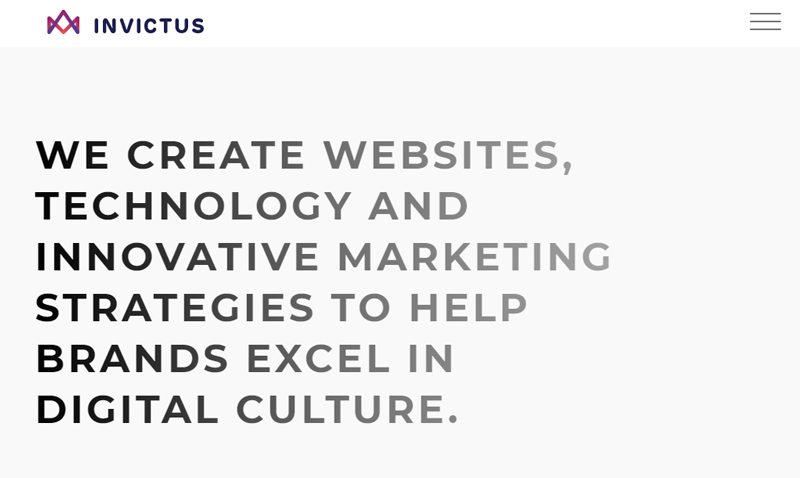 INVICTUS
WE CREATE WEBSITES,
TECHNOLOGY AND
INNOVATIVE MARKETING
STRATEGIES TO HELP
BRANDS EXCEL IN
DIGITAL CULTURE.